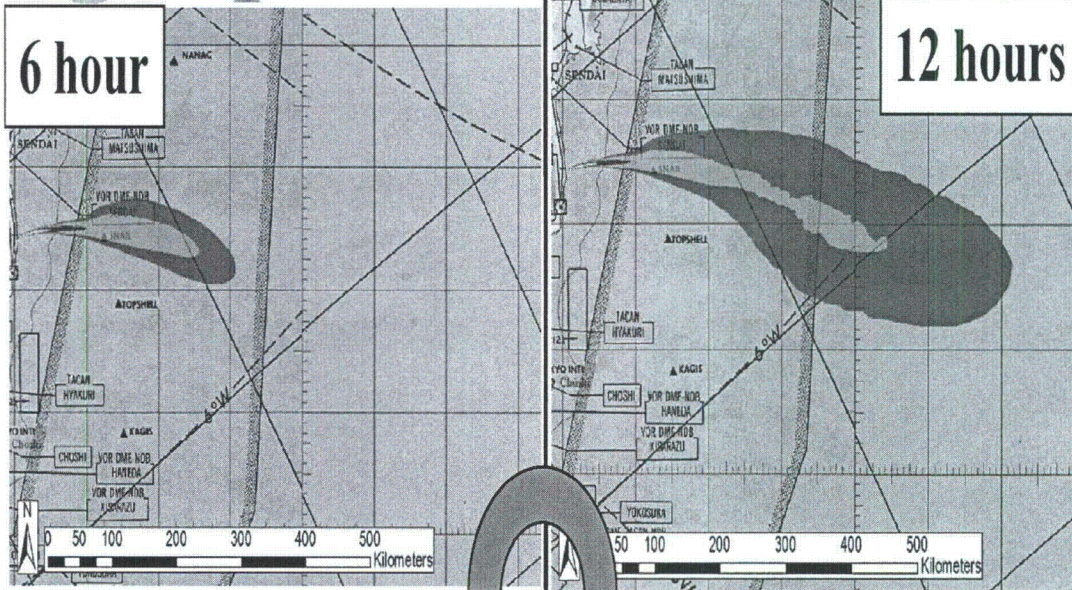 6 hour
NANAC
SENDAI
TACAN
MATSUSHIMA
VOR DME-NDB
SNAIL
TOPSHELL
TACAN
HYAKURI
KAGIS
CHOSHI
VOR DME-NDB
HANEDA
VOR DME-NDB
KISARAZU
6°W
N
0 50 100 200 300 400 500
Kilometers
12 hours
SENDAI
TACAN
MATSUSHIMA
VOR DME-NDB
TOPSHELL
TACAN
HYAKURI
KAGIS
CHOSHI
VOR DME-NDB
HANEDA
VOR DME-NDB
KISARAZU
YOKOSUKA
6°W
50 100 200 300 400 500
Kilometers